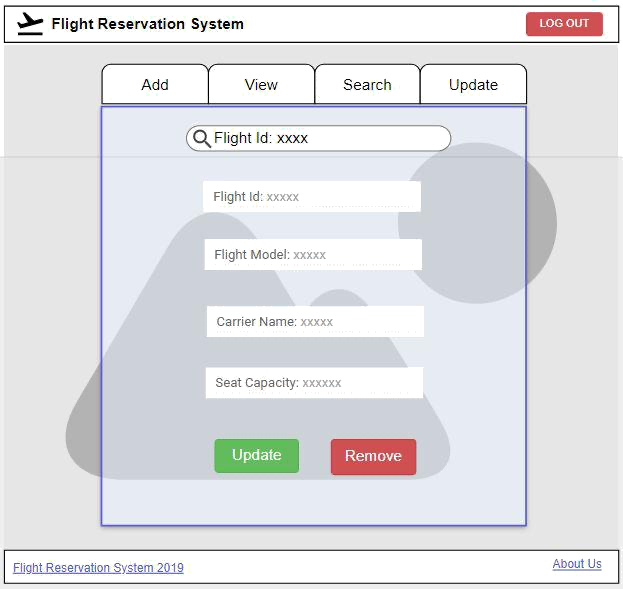 Flight Reservation System
LOG OUT
Add View Search Update
Flight Id: xxxx
Flight Id: xxxxx
Flight Model: xxxxx
Carrier Name: xxxxx
Seat Capacity: xxxxxx
Update Remove
Flight Reservation System 2019
About Us